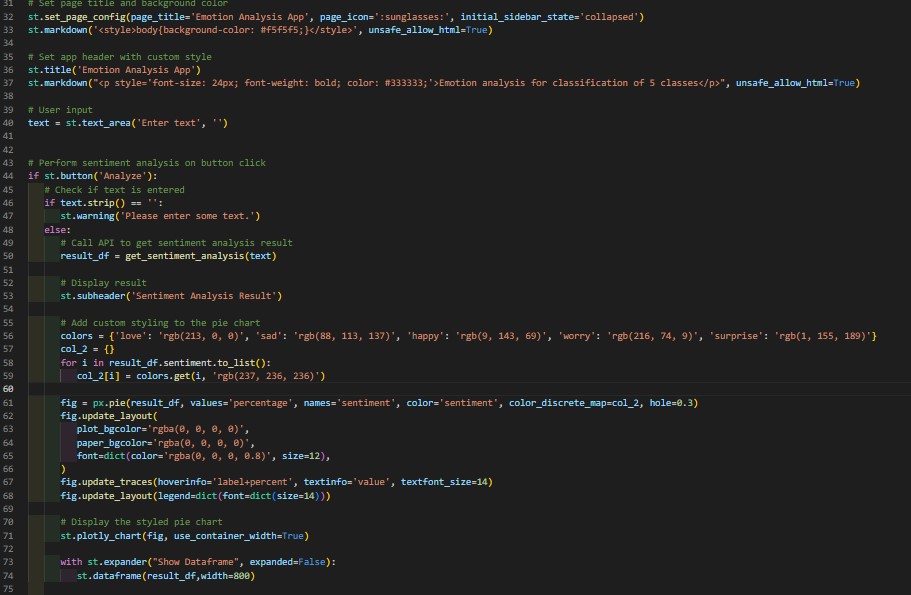 31 # Set page title and background color
32 st.set_page_config(page_title='Emotion Analysis App', page_icon=':sunglasses:', initial_sidebar_state='collapsed')
33 st.markdown('<style>body{background-color: #f5f5f5;}</style>', unsafe_allow_html=True)
34
35 # Set app header with custom style
36 st.title('Emotion Analysis App')
37 st.markdown("<p style='font-size: 24px; font-weight: bold; color: #333333;'>Emotion analysis for classification of 5 classes</p>", unsafe_allow_html=True)
38
39 # User input
40 text = st.text_area('Enter text', '')
41
42
43 # Perform sentiment analysis on button click
44 if st.button('Analyze'):
45     # Check if text is entered
46     if text.strip() == '':
47         st.warning('Please enter some text.')
48     else:
49         # Call API to get sentiment analysis result
50         result_df = get_sentiment_analysis(text)
51
52         # Display result
53         st.subheader('Sentiment Analysis Result')
54
55         # Add custom styling to the pie chart
56         colors = {'love': 'rgb(213, 0, 0)', 'sad': 'rgb(88, 113, 137)', 'happy': 'rgb(9, 143, 69)', 'worry': 'rgb(216, 74, 9)', 'surprise': 'rgb(1, 155, 189)'}
57         col_2 = {}
58         for i in result_df.sentiment.to_list():
59             col_2[i] = colors.get(i, 'rgb(237, 236, 236)')
60
61         fig = px.pie(result_df, values='percentage', names='sentiment', color='sentiment', color_discrete_map=col_2, hole=0.3)
62         fig.update_layout(
63             plot_bgcolor='rgba(0, 0, 0, 0)',
64             paper_bgcolor='rgba(0, 0, 0, 0)',
65             font=dict(color='rgba(0, 0, 0, 0.8)', size=12),
66         )
67         fig.update_traces(hoverinfo='label+percent', textinfo='value', textfont_size=14)
68         fig.update_layout(legend=dict(font=dict(size=14)))
69
70         # Display the styled pie chart
71         st.plotly_chart(fig, use_container_width=True)
72
73         with st.expander("Show Dataframe", expanded=False):
74             st.dataframe(result_df,width=800)
75